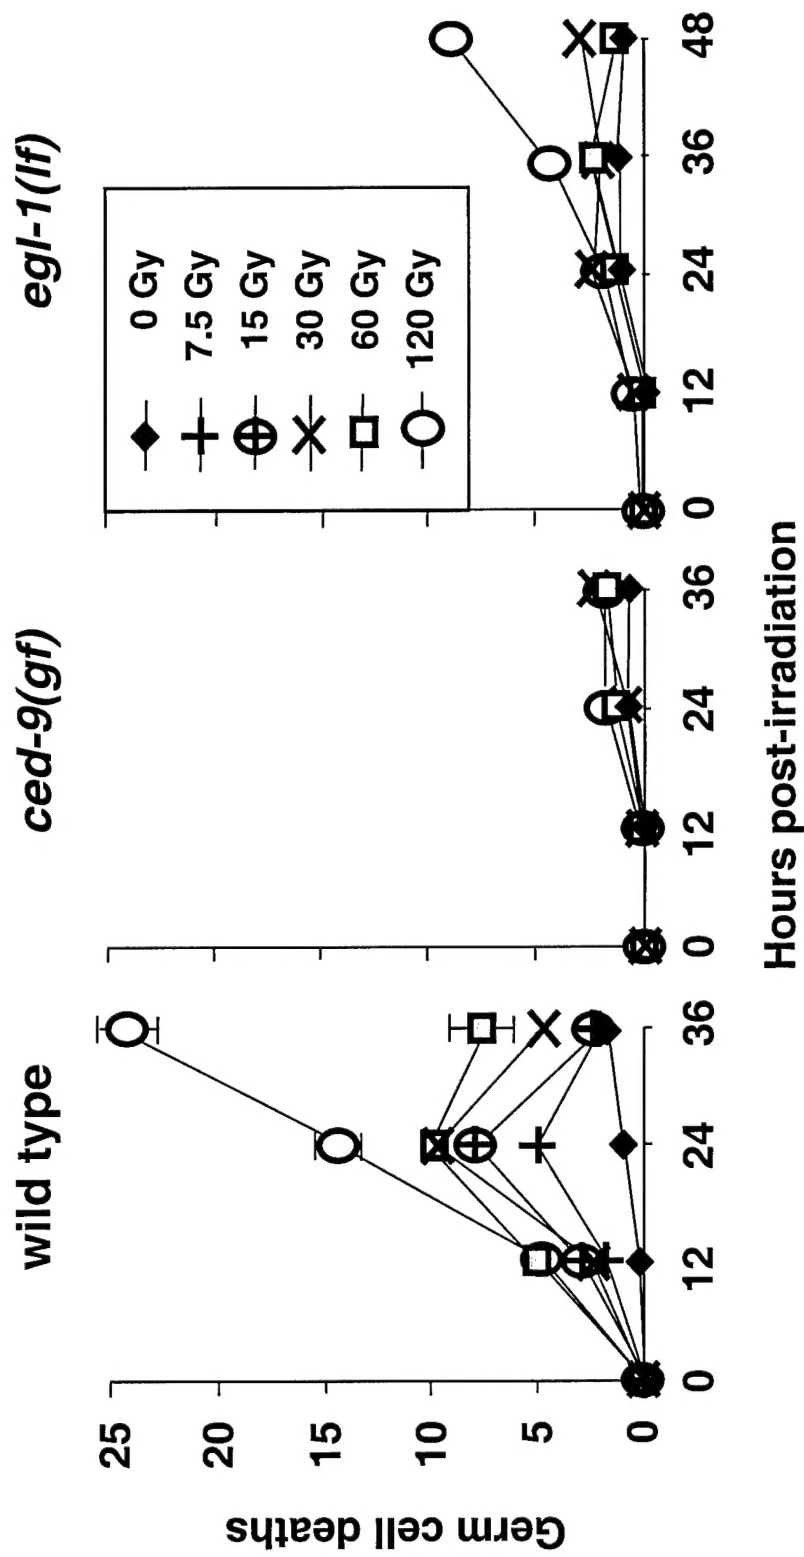 wild type
ced-9(gf)
egl-1(lf)
Germ cell deaths
25
20
15
10
5
0
0 Gy
7.5 Gy
15 Gy
30 Gy
60 Gy
120 Gy
0 12 24 36
0 12 24 36
0 12 24 36 48
Hours post-irradiation